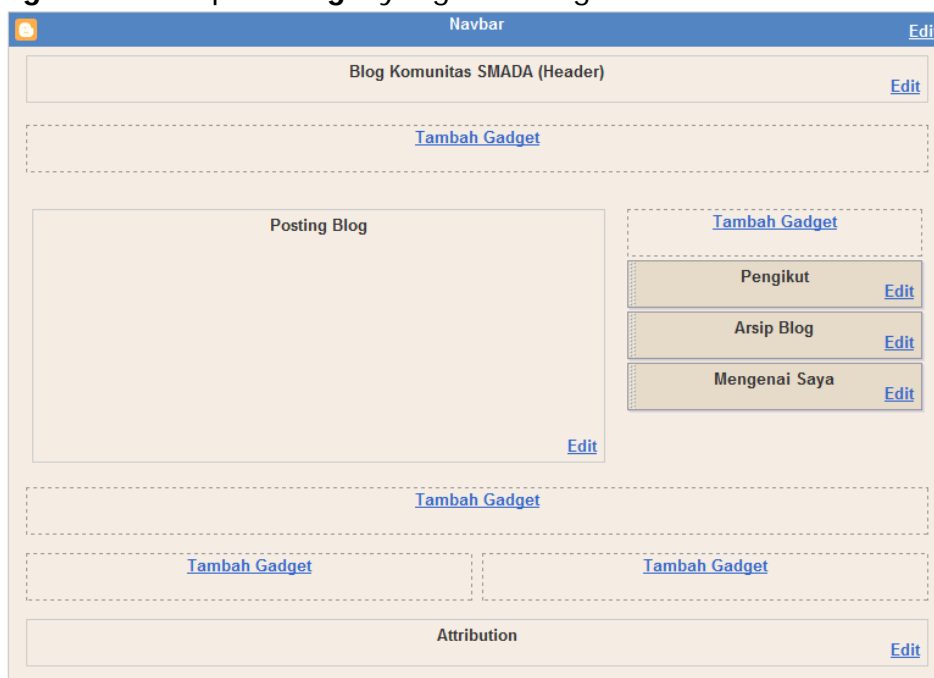 Navbar
Edi
Blog Komunitas SMADA (Header)
Edit
Tambah Gadget
Posting Blog
Edit
Tambah Gadget
Pengikut
Edit
Arsip Blog
Edit
Mengenai Saya
Edit
Tambah Gadget
Tambah Gadget
Tambah Gadget
Attribution
Edit